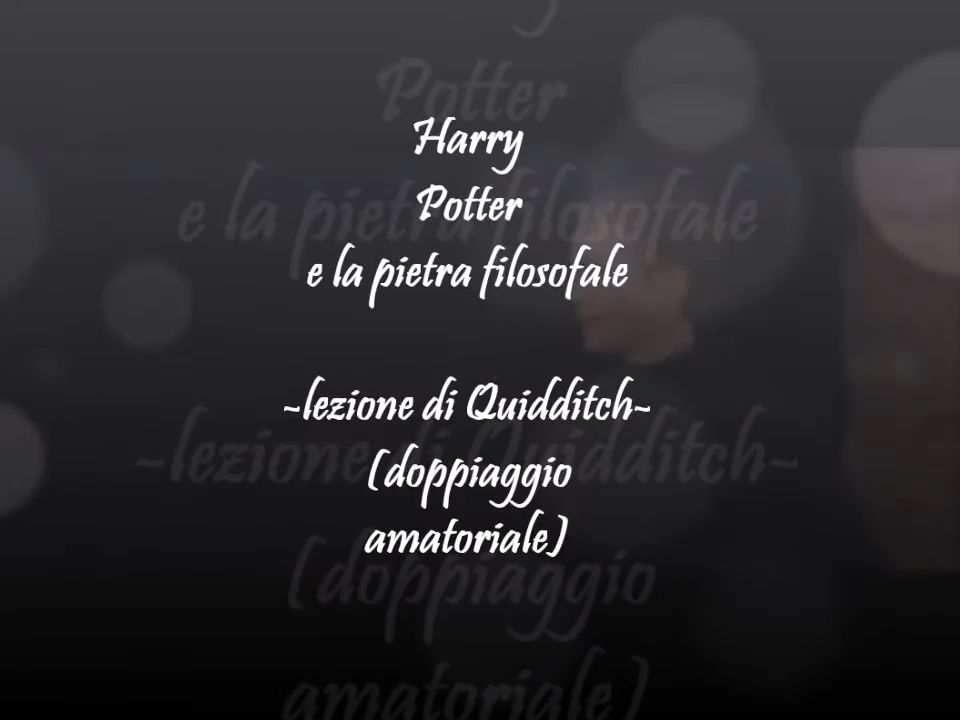 Harry
Potter
e la pietra filosofale
~lezione di Quidditch~
(doppiaggio
amatoriale)